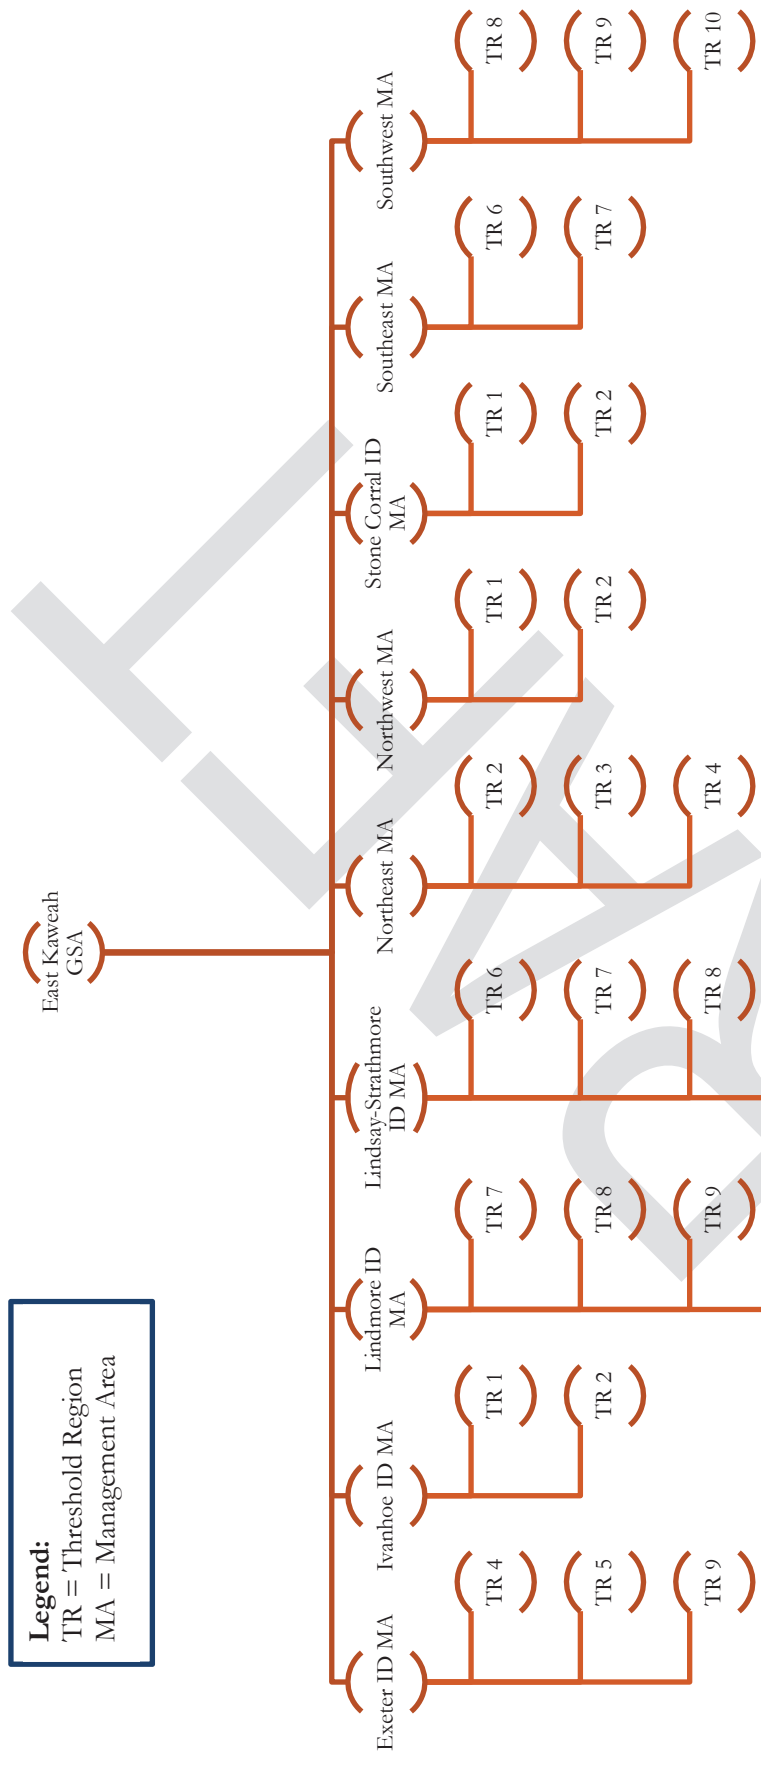 Legend:
TR = Threshold Region
MA = Management Area
East Kaweah
GSA
Exeter ID MA
TR 4
TR 5
TR 9
Ivanhoe ID MA
TR 1
TR 2
Lindmore ID
MA
TR 7
TR 8
TR 9
Lindsay-Strathmore
ID MA
TR 6
TR 7
TR 8
Northeast MA
TR 2
TR 3
TR 4
Northwest MA
TR 1
TR 2
Stone Corral ID
MA
TR 1
TR 2
Southeast MA
TR 6
TR 7
Southwest MA
TR 8
TR 9
TR 10